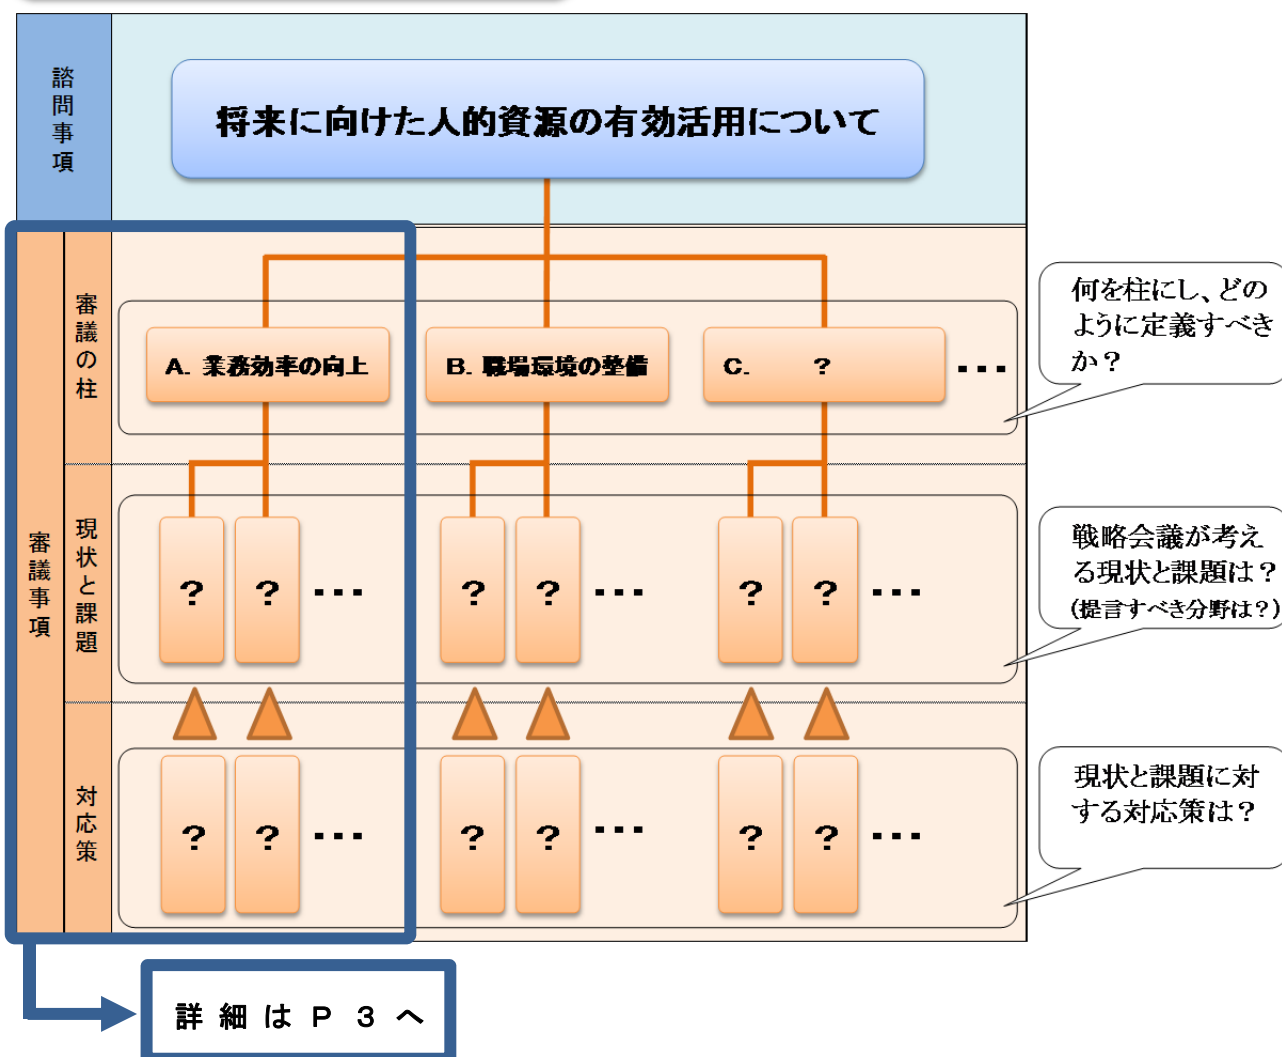 諮問事項
将来に向けた人的資源の有効活用について
審議事項
審議の柱
A. 業務効率の向上
B. 職場環境の整備
C. ?
・・・
何を柱にし、どの
ように定義すべき
か？
現状と課題
? ? ・・・ ? ? ・・・ ? ? ・・・
戦略会議が考え
る現状と課題は？
(提言すべき分野は？)
対応策
? ? ・・・ ? ? ・・・ ? ? ・・・
現状と課題に対
する対応策は？
詳細はＰ３へ